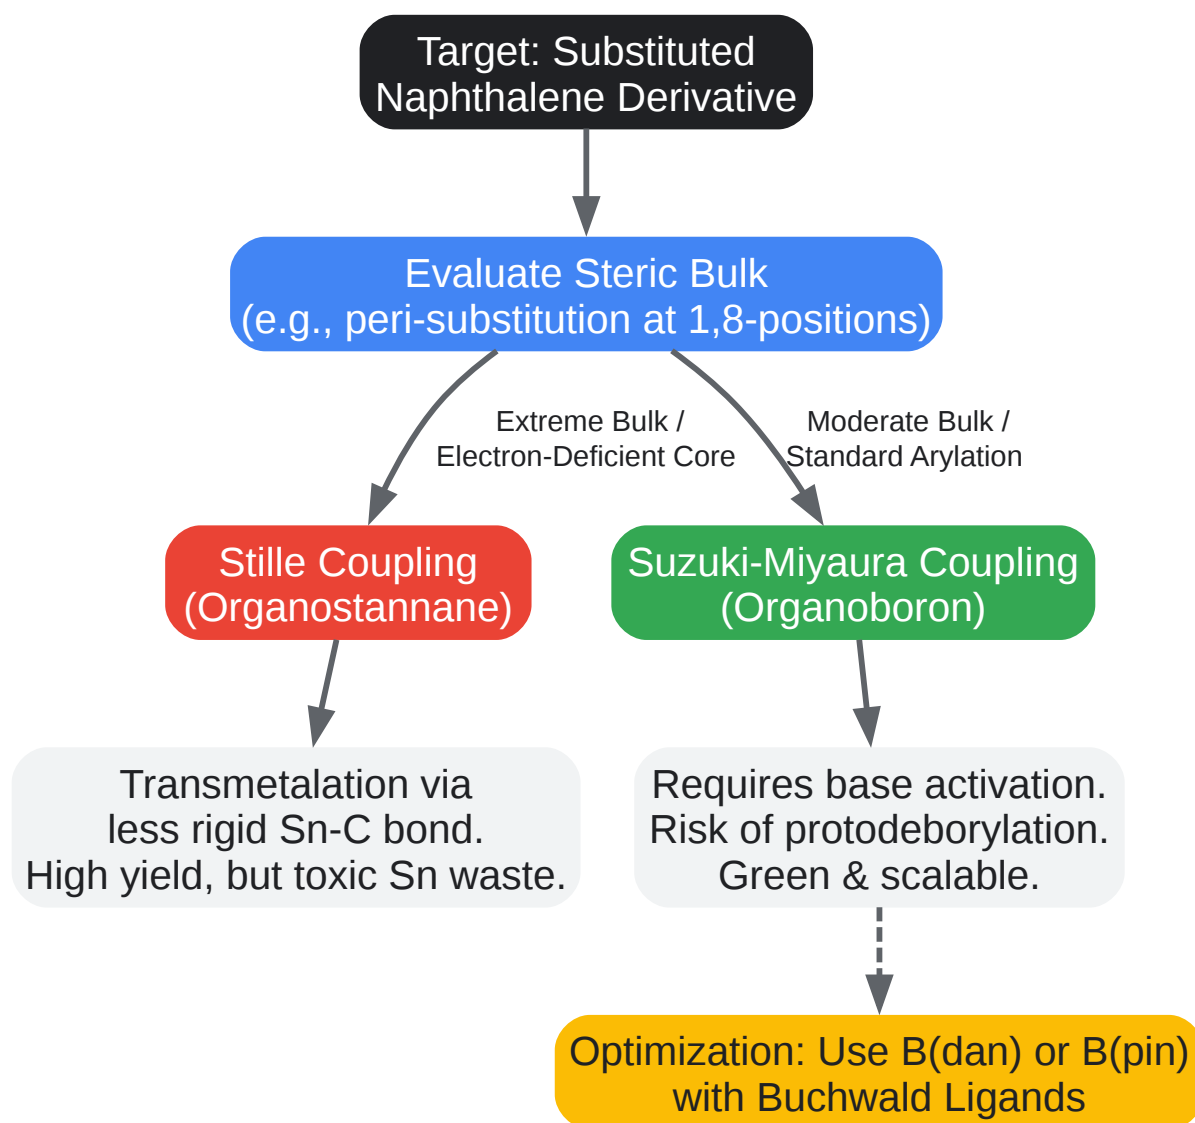 Target: Substituted
Naphthalene Derivative
Evaluate Steric Bulk
(e.g., peri-substitution at 1,8-positions)
Extreme Bulk /
Electron-Deficient Core
Moderate Bulk /
Standard Arylation
Stille Coupling
(Organostannane)
Suzuki-Miyaura Coupling
(Organoboron)
Transmetalation via
less rigid Sn-C bond.
High yield, but toxic Sn waste.
Requires base activation.
Risk of protodeborylation.
Green & scalable.
Optimization: Use B(dan) or B(pin)
with Buchwald Ligands